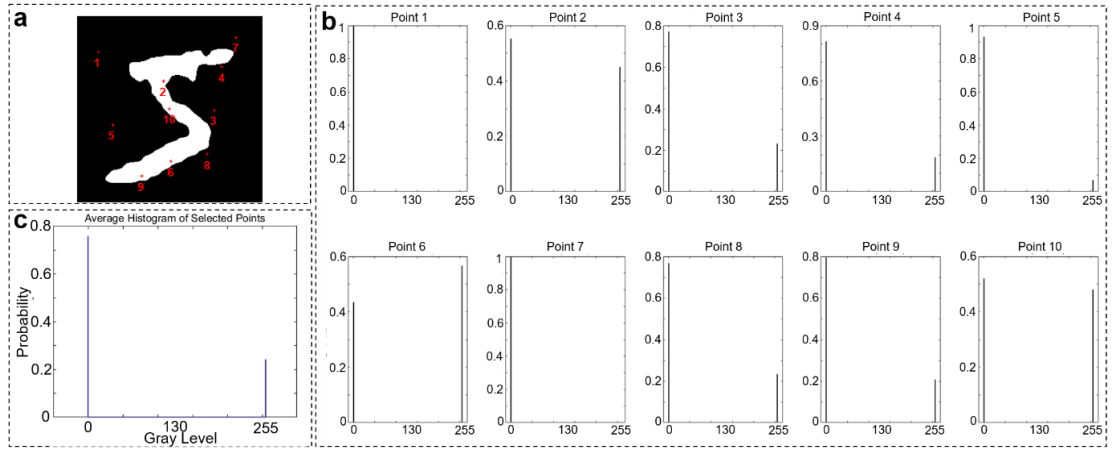 a
7
1
4
2
10
3
5
8
6
9
b
Point 1
1
0.8
0.6
0.4
0.2
0
0 130 255
Point 2
0.6
0.4
0.2
0
0 130 255
Point 3
0.8
0.6
0.4
0.2
0
0 130 255
Point 4
0.9
0.6
0.3
0
0 130 255
Point 5
1
0.8
0.6
0.4
0.2
0
0 130 255
Point 6
0.6
0.4
0.2
0
0 130 255
Point 7
1
0.8
0.6
0.4
0.2
0
0 130 255
Point 8
0.8
0.6
0.4
0.2
0
0 130 255
Point 9
0.8
0.6
0.4
0.2
0
0 130 255
Point 10
0.6
0.4
0.2
0
0 130 255
c
Average Histogram of Selected Points
Probability
0.8
0.6
0.4
0.2
0
0 130 255
Gray Level